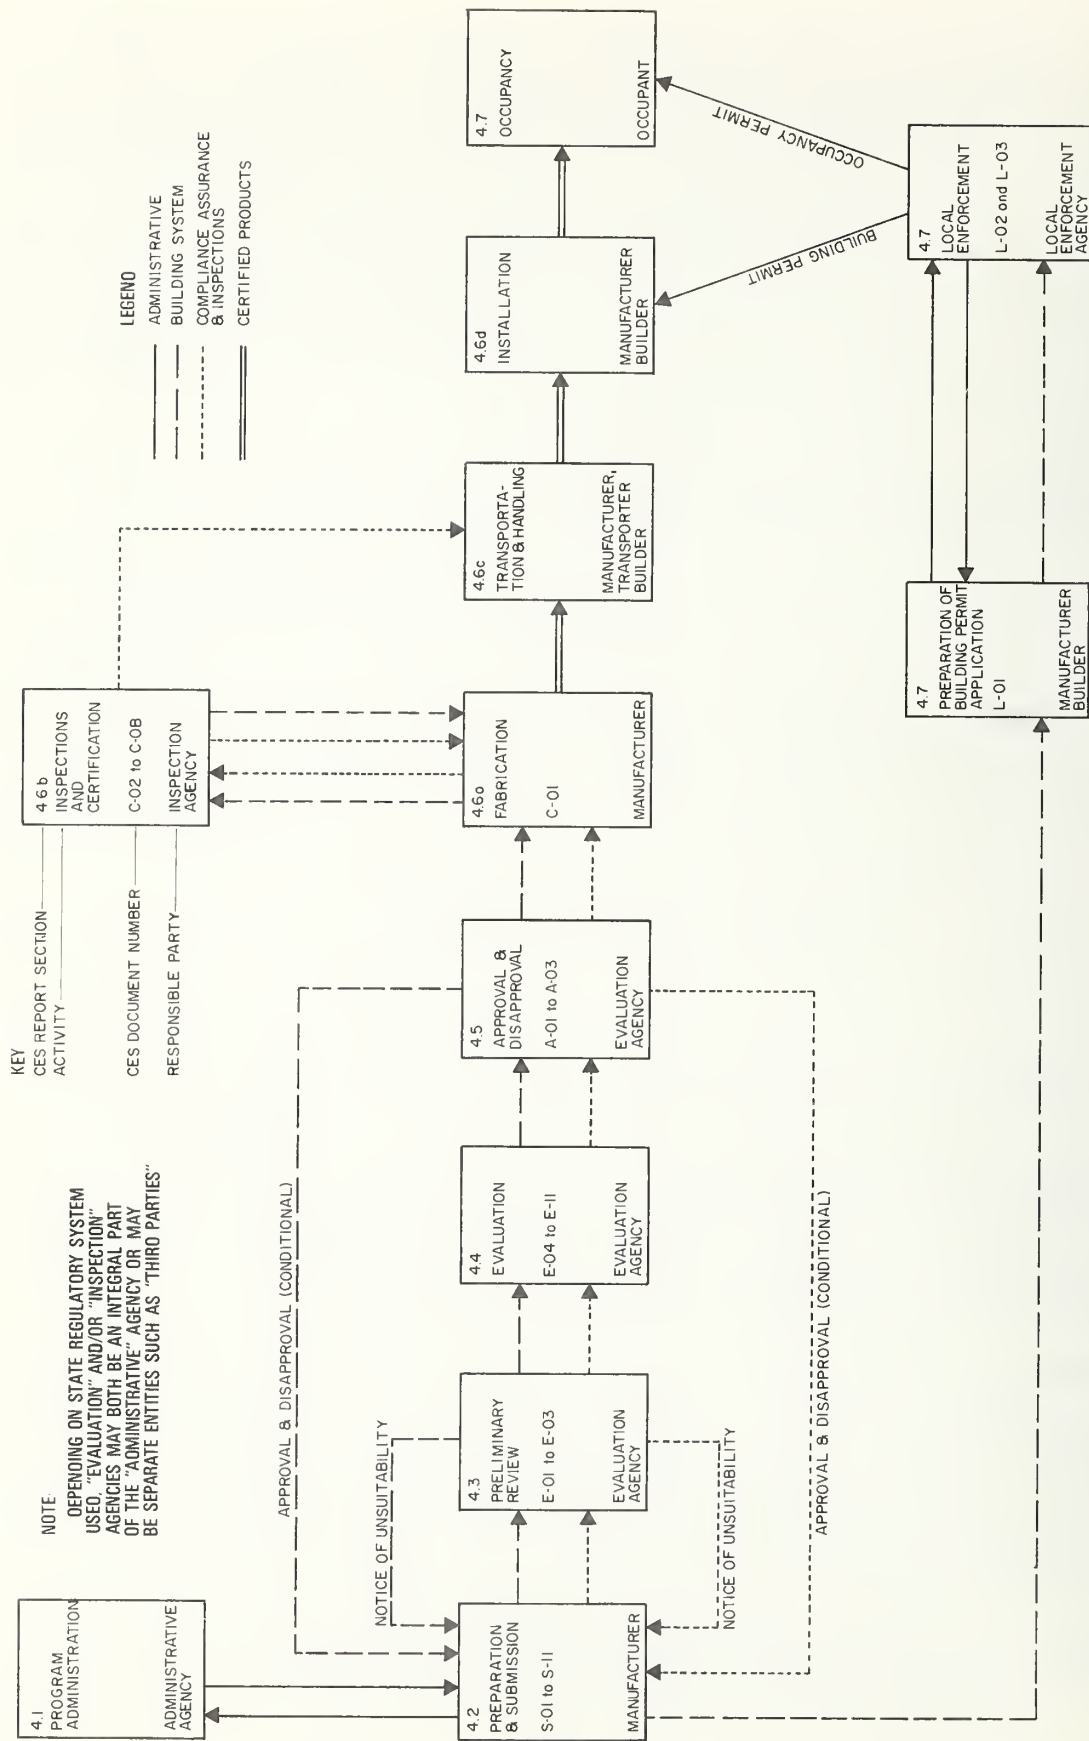 NOTE:
DEPENDING ON STATE REGULATORY SYSTEM
USED, "EVALUATION" AND/OR "INSPECTION"
AGENCIES MAY BOTH BE AN INTEGRAL PART
OF THE "ADMINISTRATIVE" AGENCY OR MAY
BE SEPARATE ENTITIES SUCH AS "THIRD PARTIES"
KEY
CES REPORT SECTION
ACTIVITY
CES DOCUMENT NUMBER
RESPONSIBLE PARTY
LEGEND
ADMINISTRATIVE
BUILDING SYSTEM
COMPLIANCE ASSURANCE
& INSPECTIONS
CERTIFIED PRODUCTS
4.1
PROGRAM
ADMINISTRATION
ADMINISTRATIVE
AGENCY
4.6b
INSPECTIONS
AND
CERTIFICATION
C-02 to C-08
INSPECTION
AGENCY
APPROVAL & DISAPPROVAL (CONDITIONAL)
NOTICE OF UNSUITABILITY
4.2
PREPARATION
& SUBMISSION
S-01 to S-11
MANUFACTURER
4.3
PRELIMINARY
REVIEW
E-01 to E-03
EVALUATION
AGENCY
4.4
EVALUATION
E-04 to E-11
EVALUATION
AGENCY
4.5
APPROVAL &
DISAPPROVAL
A-01 to A-03
EVALUATION
AGENCY
4.6a
FABRICATION
C-01
MANUFACTURER
4.6c
TRANSPORTA-
TION & HANDLING
MANUFACTURER,
TRANSPORTER
BUILDER
4.6d
INSTALLATION
MANUFACTURER
BUILDER
4.7
OCCUPANCY
OCCUPANT
NOTICE OF UNSUITABILITY
APPROVAL & DISAPPROVAL (CONDITIONAL)
BUILDING PERMIT
OCCUPANCY PERMIT
4.7
PREPARATION OF
BUILDING PERMIT
APPLICATION
L-01
MANUFACTURER
BUILDER
4.7
LOCAL
ENFORCEMENT
L-02 and L-03
LOCAL
ENFORCEMENT
AGENCY